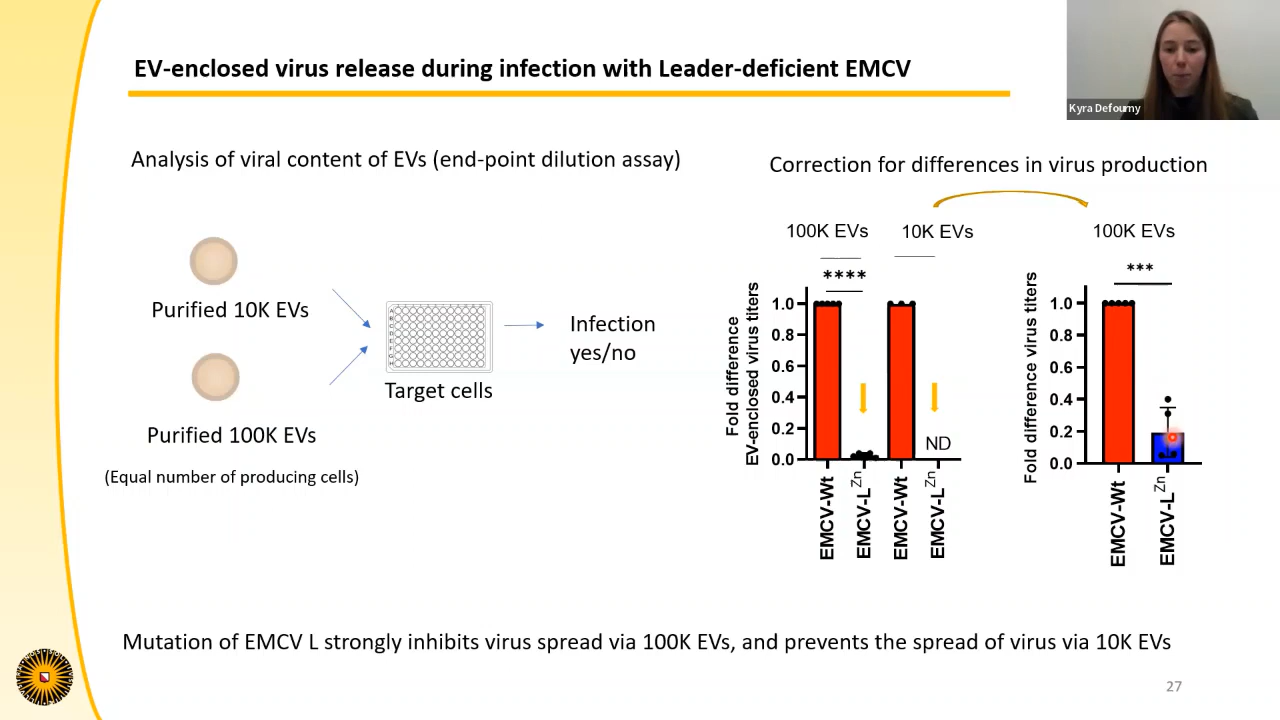 EV-enclosed virus release during infection with Leader-deficient EMCV
Kyra Defourny
Analysis of viral content of EVs (end-point dilution assay)
Purified 10K EVs
Purified 100K EVs
(Equal number of producing cells)
Target cells
Infection
yes/no
Correction for differences in virus production
100K EVs
10K EVs
****
Fold difference
EV-enclosed virus titers
1.0
0.8
0.6
0.4
0.2
0.0
ND
EMCV-Wt
EMCV-L Zn
EMCV-Wt
EMCV-L Zn
100K EVs
***
Fold difference virus titers
1.0
0.8
0.6
0.4
0.2
0.0
EMCV-Wt
EMCV-L Zn
Mutation of EMCV L strongly inhibits virus spread via 100K EVs, and prevents the spread of virus via 10K EVs
27